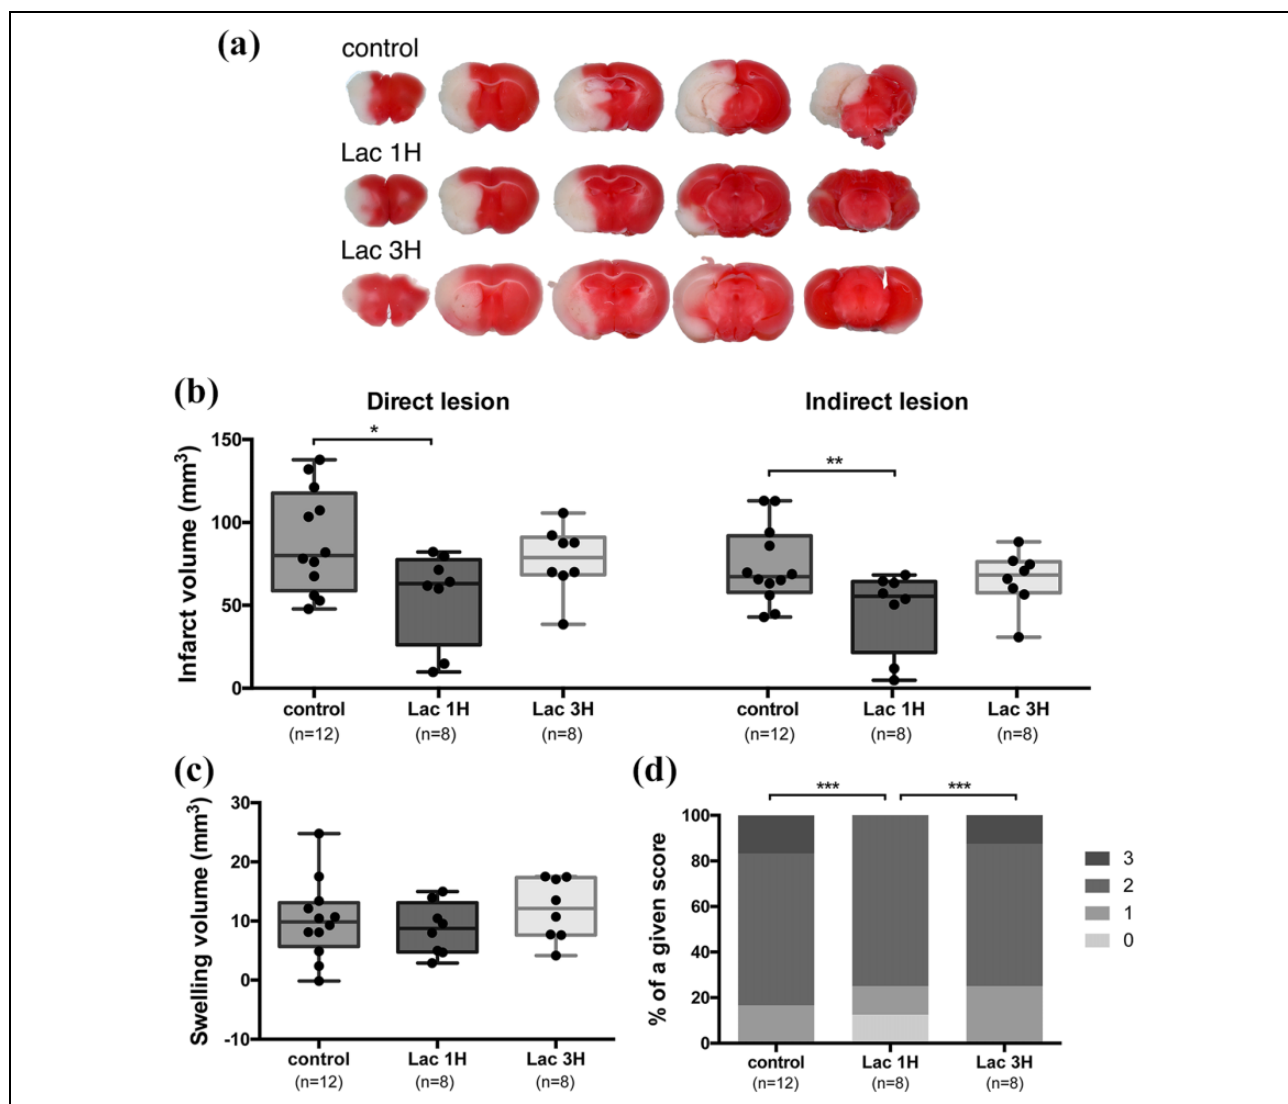 (a)
control
Lac 1H
Lac 3H
(b)
Direct lesion
Indirect lesion
Infarct volume (mm³)
150
100
50
0
*
**
control
Lac 1H
Lac 3H
control
Lac 1H
Lac 3H
(n=12)
(n=8)
(n=8)
(n=12)
(n=8)
(n=8)
(c)
Swelling volume (mm³)
30
20
10
0
-10
control
Lac 1H
Lac 3H
(n=12)
(n=8)
(n=8)
(d)
***
***
% of a given score
100
80
60
40
20
0
3
2
1
0
control
Lac 1H
Lac 3H
(n=12)
(n=8)
(n=8)